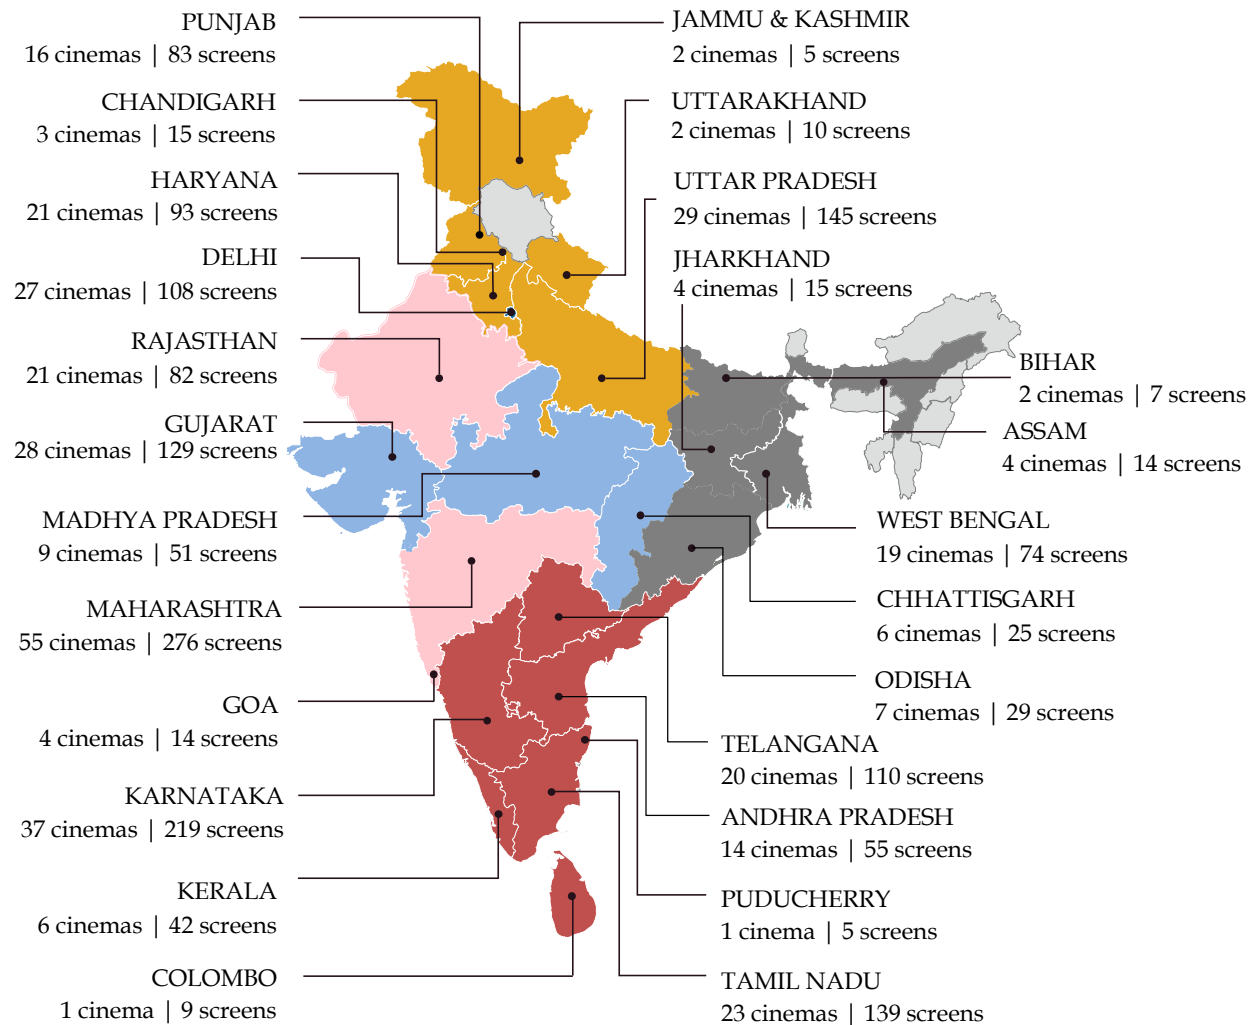 PUNJAB
16 cinemas | 83 screens
CHANDIGARH
3 cinemas | 15 screens
HARYANA
21 cinemas | 93 screens
DELHI
27 cinemas | 108 screens
RAJASTHAN
21 cinemas | 82 screens
GUJARAT
28 cinemas | 129 screens
MADHYA PRADESH
9 cinemas | 51 screens
MAHARASHTRA
55 cinemas | 276 screens
GOA
4 cinemas | 14 screens
KARNATAKA
37 cinemas | 219 screens
KERALA
6 cinemas | 42 screens
COLOMBO
1 cinema | 9 screens
JAMMU & KASHMIR
2 cinemas | 5 screens
UTTARAKHAND
2 cinemas | 10 screens
UTTAR PRADESH
29 cinemas | 145 screens
JHARKHAND
4 cinemas | 15 screens
BIHAR
2 cinemas | 7 screens
ASSAM
4 cinemas | 14 screens
WEST BENGAL
19 cinemas | 74 screens
CHHATTISGARH
6 cinemas | 25 screens
ODISHA
7 cinemas | 29 screens
TELANGANA
20 cinemas | 110 screens
ANDHRA PRADESH
14 cinemas | 55 screens
PUDUCHERRY
1 cinema | 5 screens
TAMIL NADU
23 cinemas | 139 screens